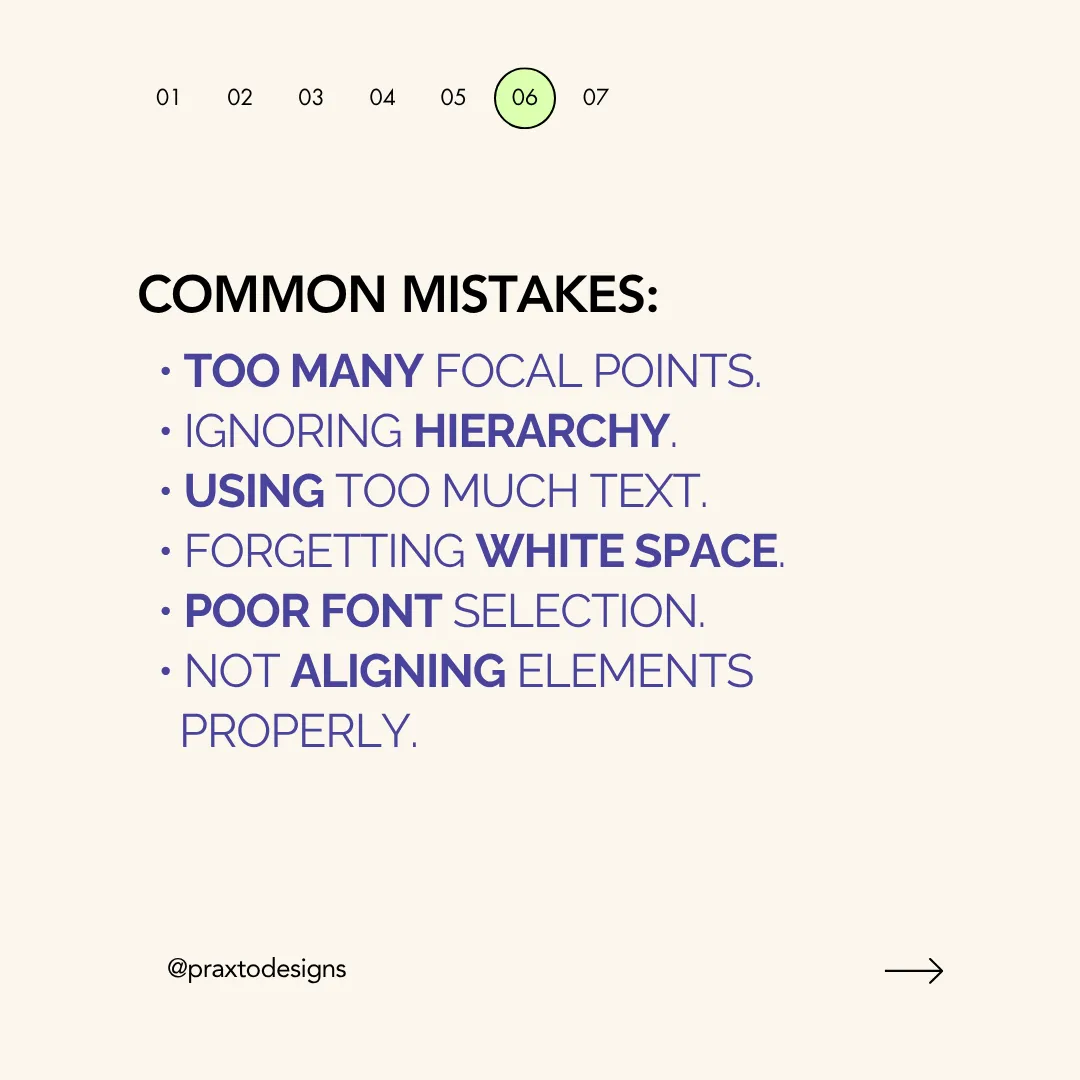 01 02 03 04 05 06 07
COMMON MISTAKES:
• TOO MANY FOCAL POINTS.
• IGNORING HIERARCHY.
• USING TOO MUCH TEXT.
• FORGETTING WHITE SPACE.
• POOR FONT SELECTION.
• NOT ALIGNING ELEMENTS
PROPERLY.
@praxtodesigns